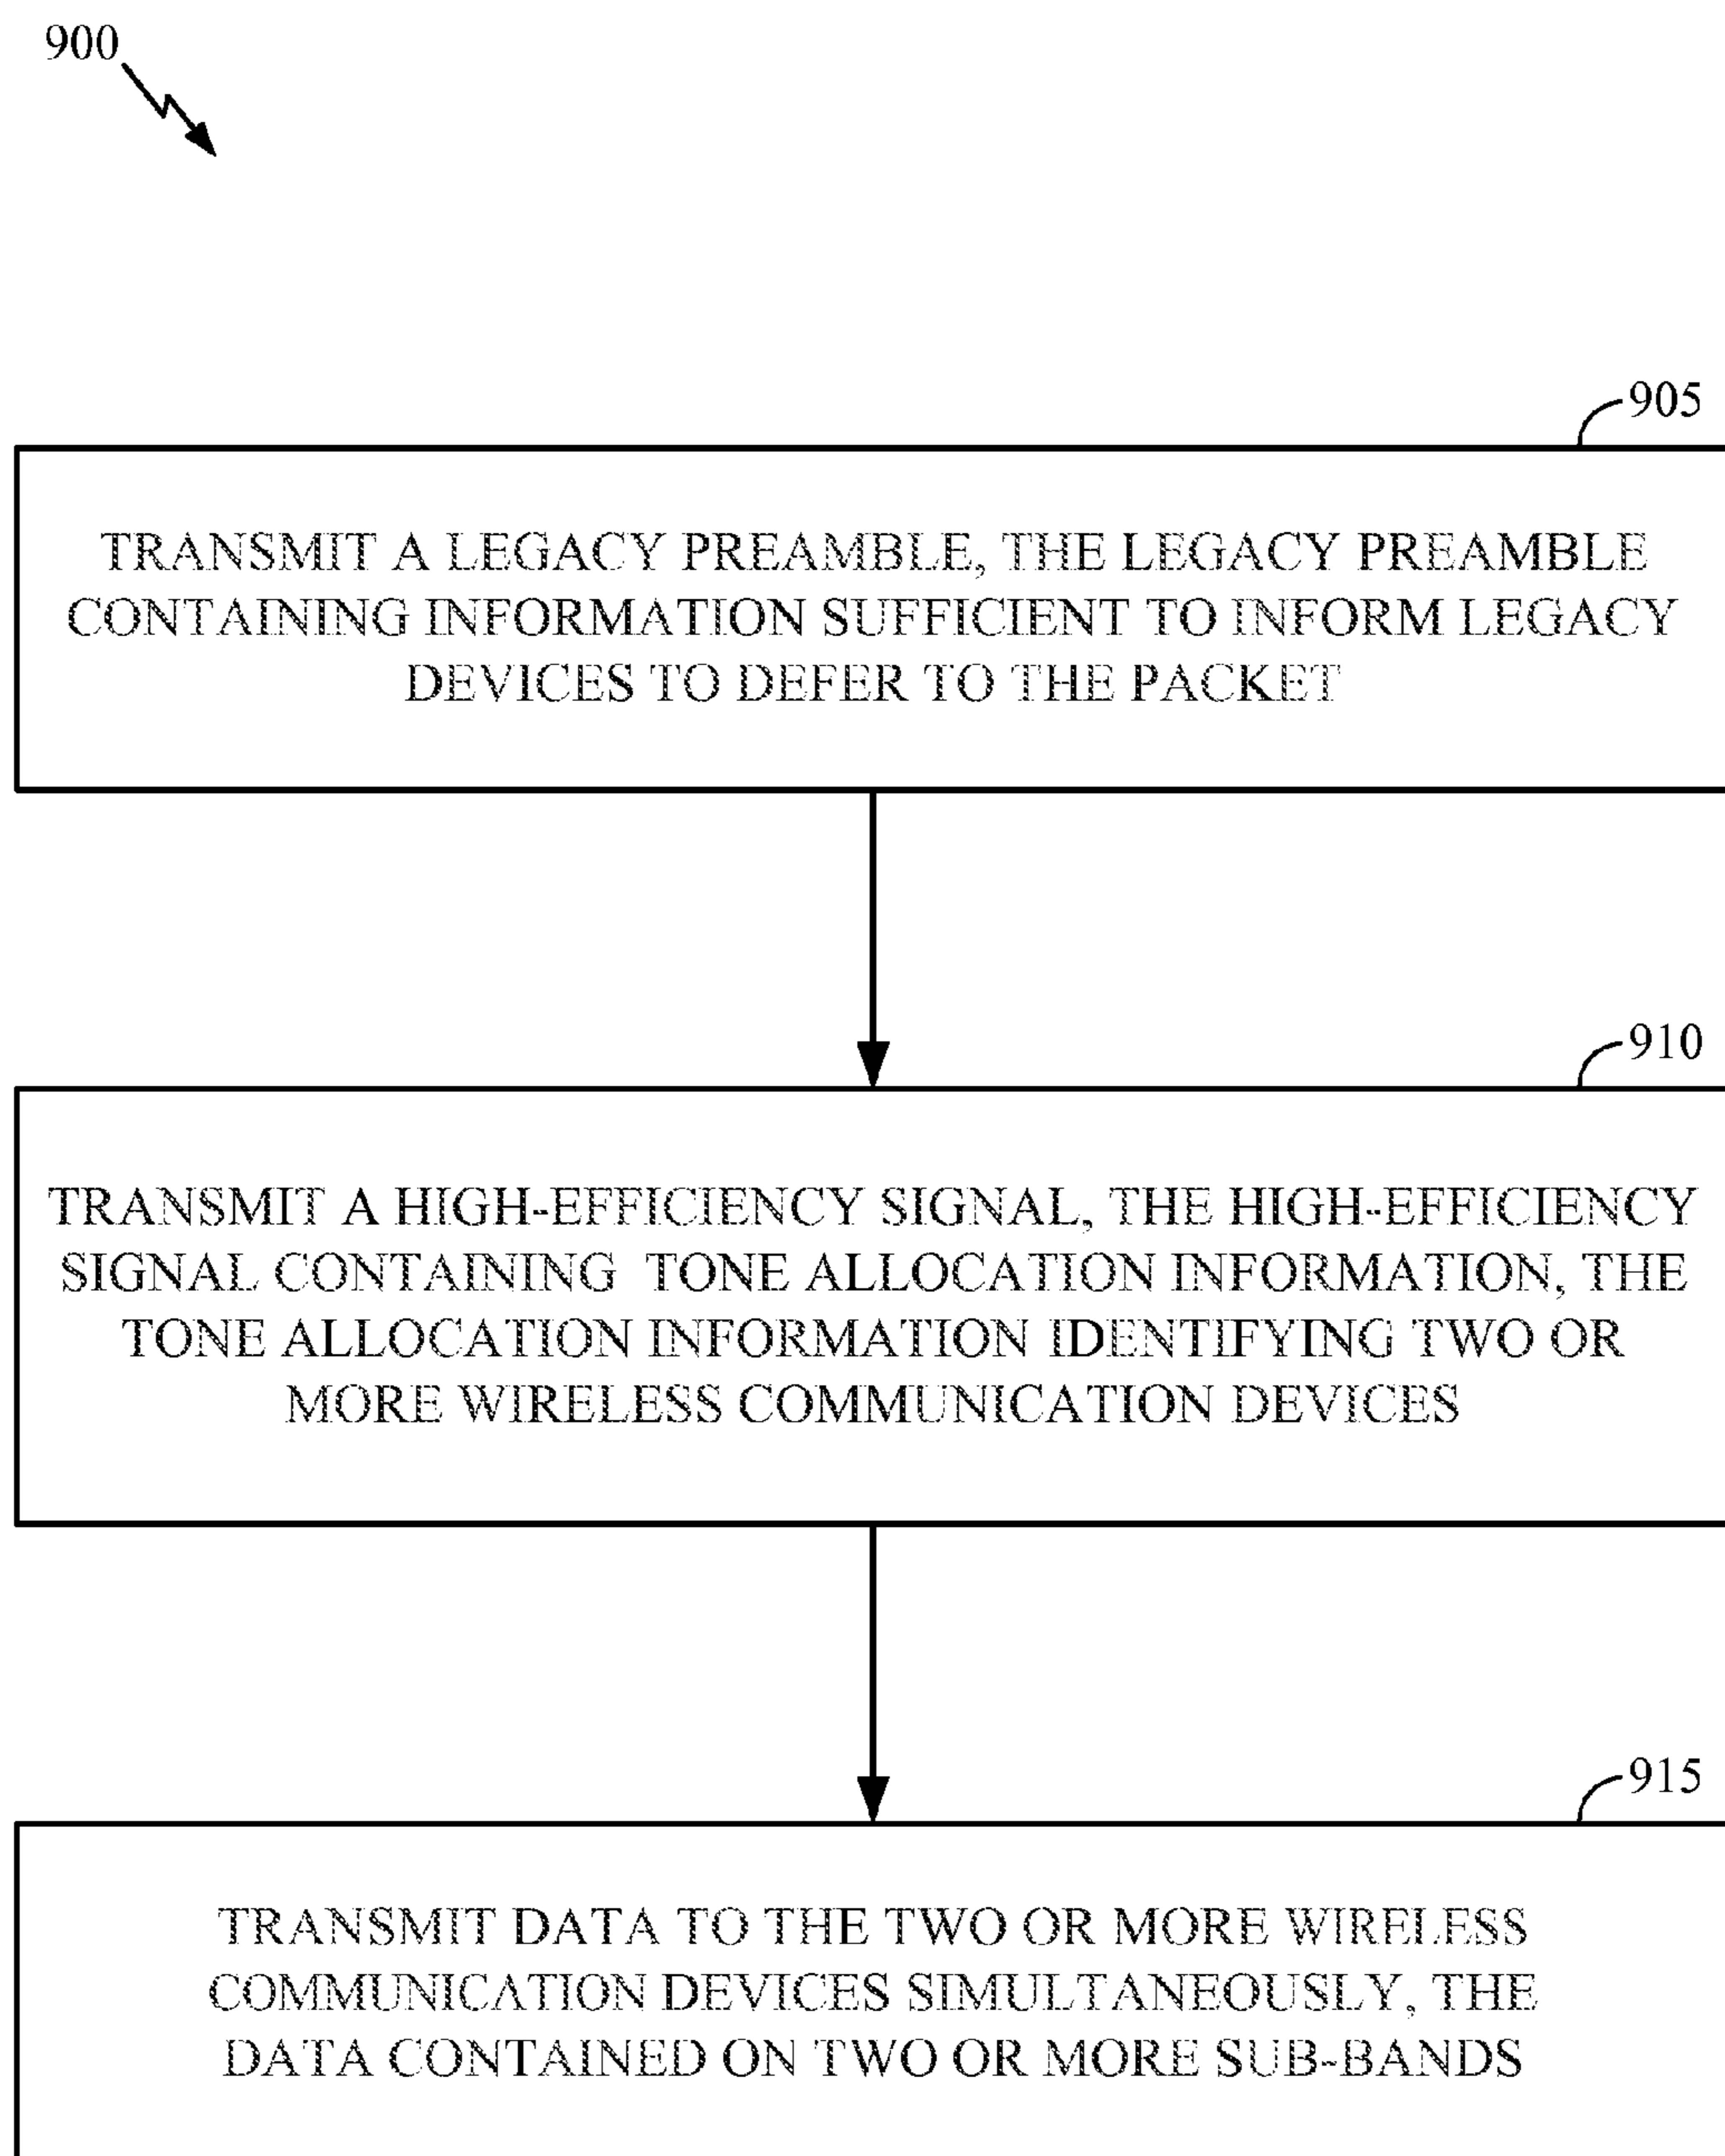 900
905
TRANSMIT A LEGACY PREAMBLE, THE LEGACY PREAMBLE
CONTAINING INFORMATION SUFFICIENT TO INFORM LEGACY
DEVICES TO DEFER TO THE PACKET
910
TRANSMIT A HIGH-EFFICIENCY SIGNAL, THE HIGH-EFFICIENCY
SIGNAL CONTAINING TONE ALLOCATION INFORMATION, THE
TONE ALLOCATION INFORMATION IDENTIFYING TWO OR
MORE WIRELESS COMMUNICATION DEVICES
915
TRANSMIT DATA TO THE TWO OR MORE WIRELESS
COMMUNICATION DEVICES SIMULTANEOUSLY, THE
DATA CONTAINED ON TWO OR MORE SUB-BANDS